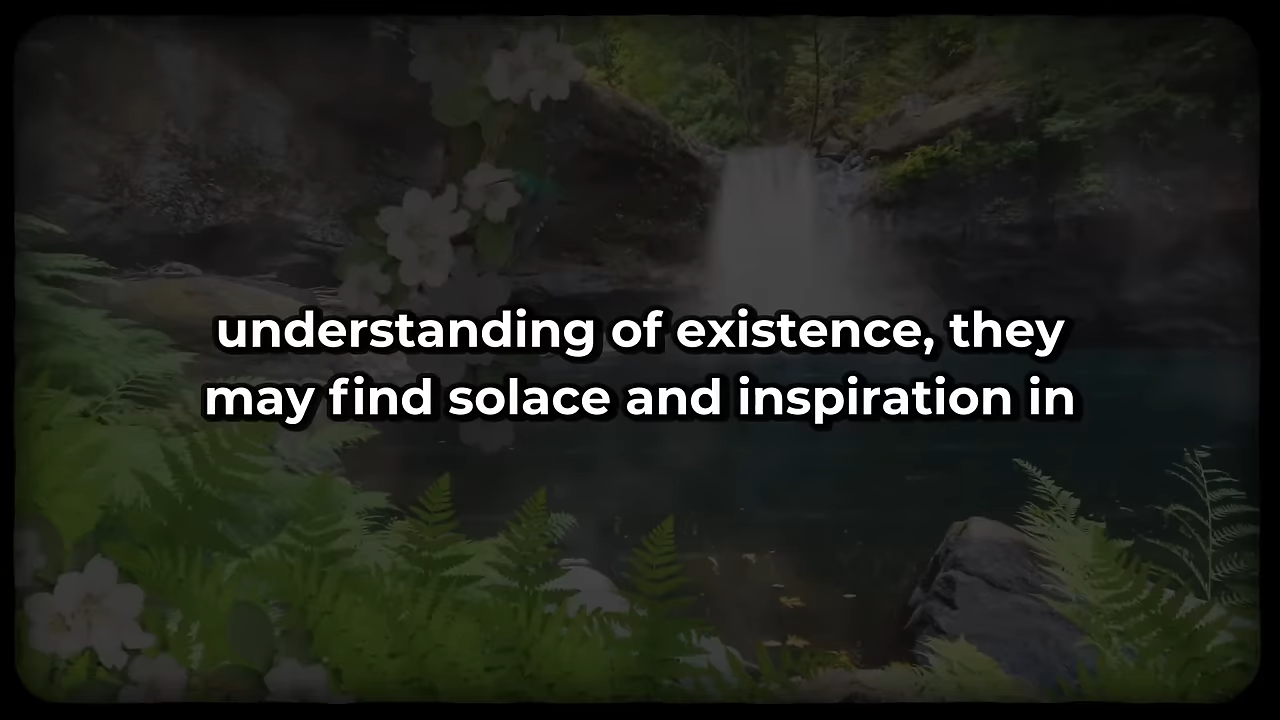 understanding of existence, they
may find solace and inspiration in